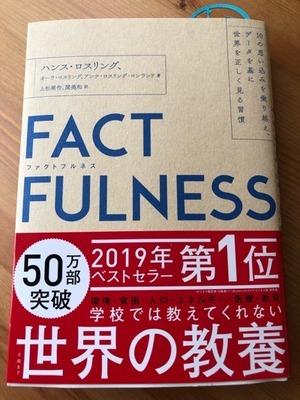 10の思い込みを乗り越え、
データを基に
世界を正しく見る習慣
ハンス・ロスリング、
オーラ・ロスリング、アンナ・ロスリング・ロンランド 著
上杉周作、関美和 訳
FACT
ファクトフルネス
FULNESS
50万部
突破
2019年
ベストセラー
第1位
環境・貧困・人口・エネルギー・医療・教育
学校では教えてくれない
世界の教養
日経BP